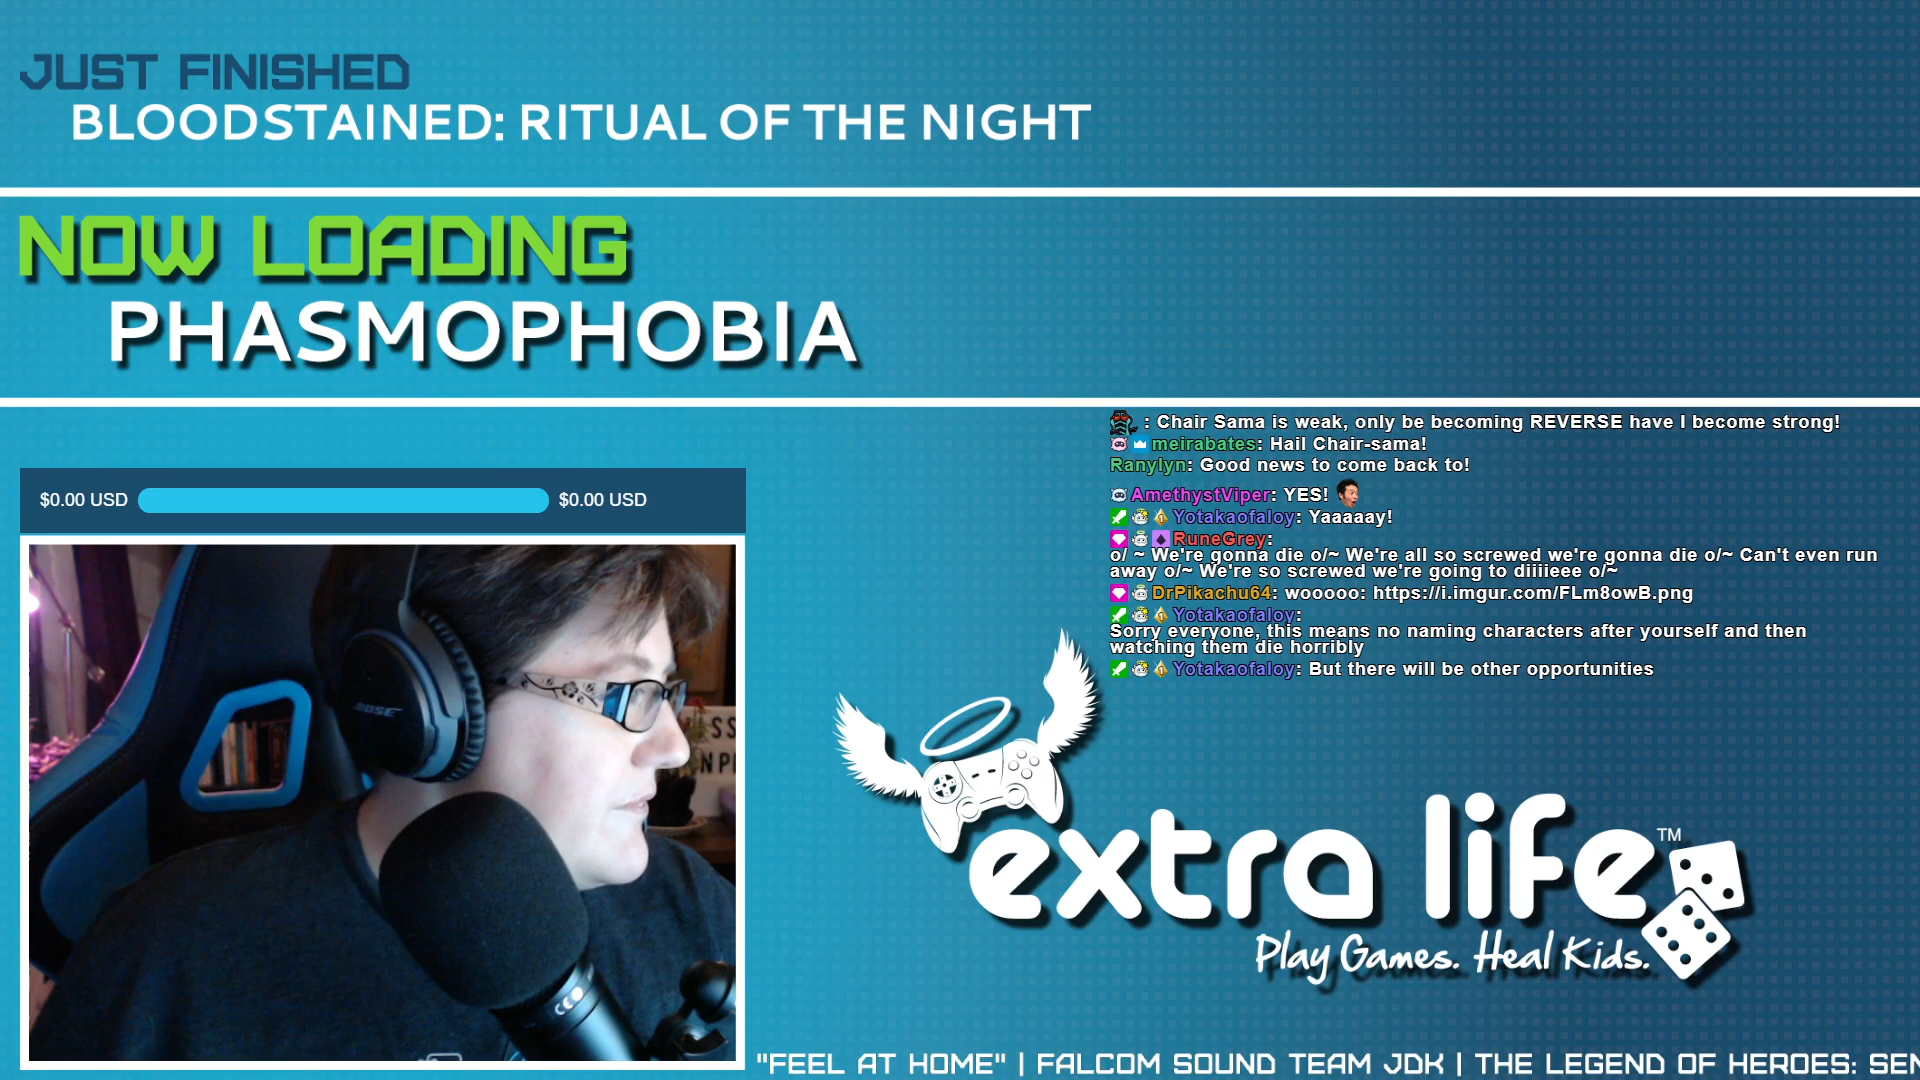 JUST FINISHED
BLOODSTAINED: RITUAL OF THE NIGHT
NOW LOADING
PHASMOPHOBIA
: Chair Sama is weak, only be becoming REVERSE have I become strong!
meirabates: Hail Chair-sama!
Ranylyn: Good news to come back to!
AmethystViper: YES!
Yotakaofaloy: Yaaaaay!
RuneGrey:
o/ ~ We're gonna die o/~ We're all so screwed we're gonna die o/~ Can't even run
away o/~ We're so screwed we're going to diiiieee o/~
DrPikachu64: wooooo: https://i.imgur.com/FLm8owB.png
Yotakaofaloy:
Sorry everyone, this means no naming characters after yourself and then
watching them die horribly
Yotakaofaloy: But there will be other opportunities
$0.00 USD $0.00 USD
BOSE
extra life™
Play Games. Heal Kids.
"FEEL AT HOME" | FALCOM SOUND TEAM JDK | THE LEGEND OF HEROES: SEN